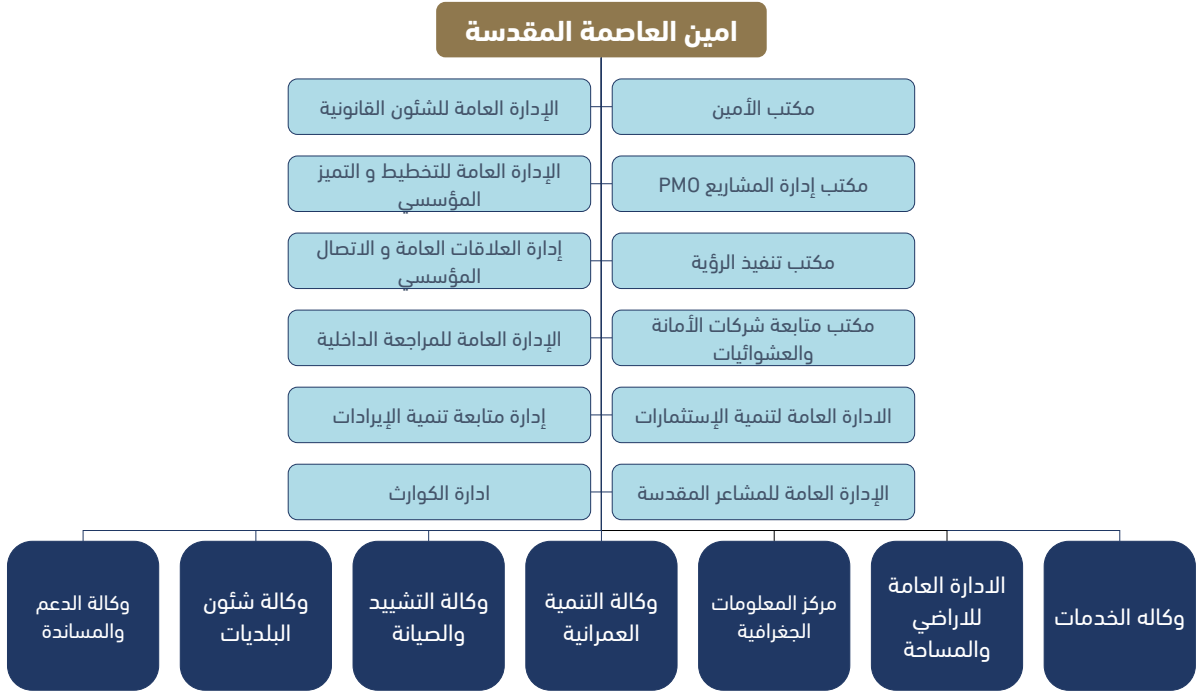 امين العاصمة المقدسة
مكتب الأمين
الإدارة العامة للشئون القانونية
مكتب إدارة المشاريع PMO
الإدارة العامة للتخطيط و التميز
المؤسسي
مكتب تنفيذ الرؤية
إدارة العلاقات العامة و الاتصال
المؤسسي
مكتب متابعة شركات الأمانة
والعشوائيات
الإدارة العامة للمراجعة الداخلية
الادارة العامة لتنمية الإستثمارات
إدارة متابعة تنمية الإيرادات
الإدارة العامة للمشاعر المقدسة
ادارة الكوارث
وكاله الخدمات
الادارة العامة
للاراضي
والمساحة
مركز المعلومات
الجغرافية
وكالة التنمية
العمرانية
وكالة التشييد
والصيانة
وكالة شئون
البلديات
وكالة الدعم
والمساندة